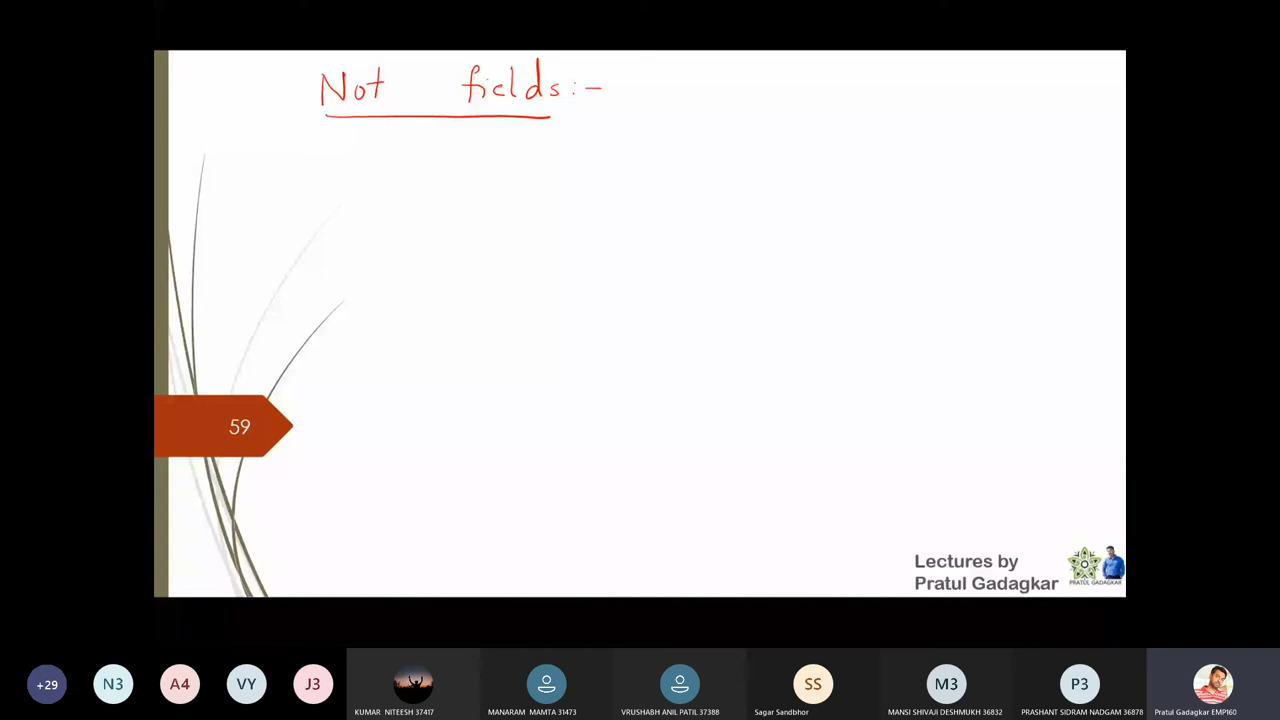 Not fields:-
59
Lectures by
Pratul Gadagkar
PRATUL GADAGKAR
+29
N3
A4
VY
J3
SS
M3
P3
KUMAR NITEESH 37417
MANARAM MAMTA 31473
VRUSHABH ANIL PATIL 37388
Sagar Sandbhor
MANSI SHIVAJI DESHMUKH 36832
PRASHANT SIDRAM NADGAM 36878
Pratul Gadagkar EMP160